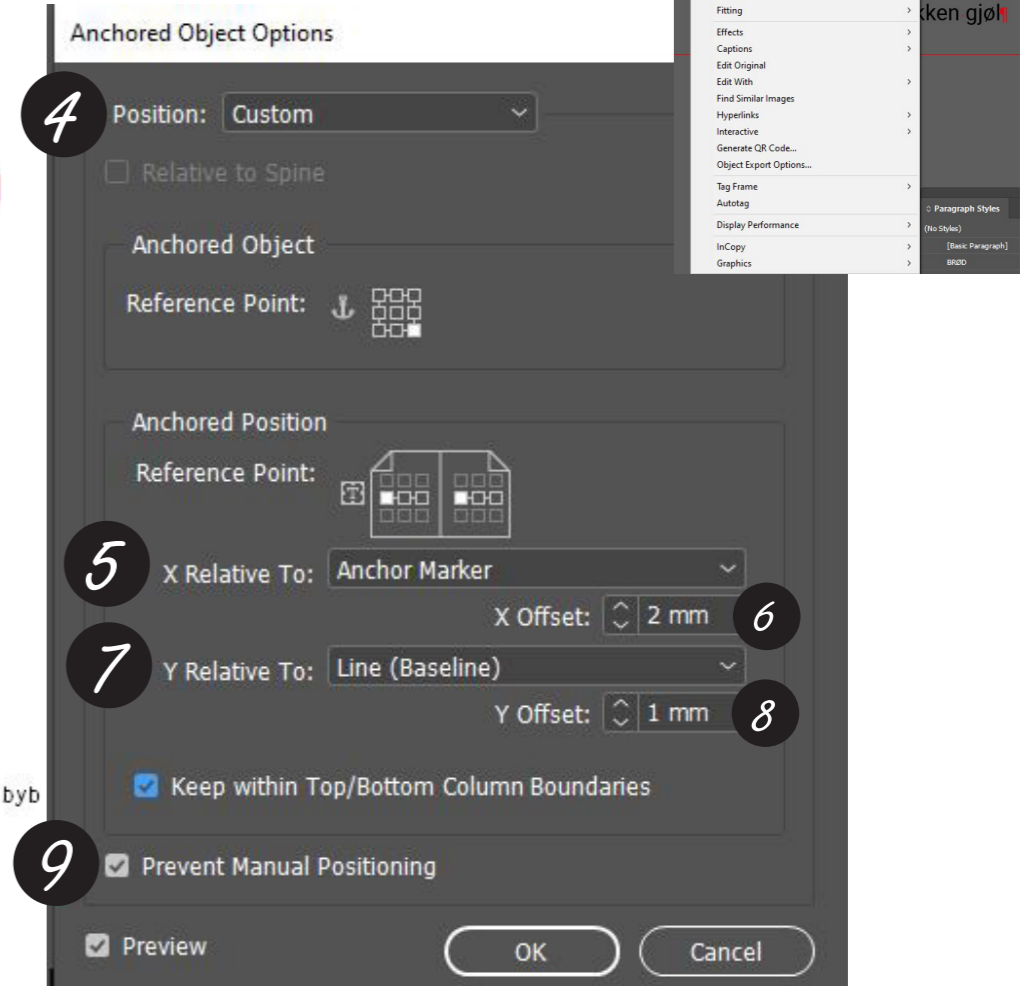 Anchored Object Options
4 Position: Custom
Relative to Spine
Anchored Object
Reference Point:
Anchored Position
Reference Point:
T
5 X Relative To: Anchor Marker
X Offset: 2 mm 6
7 Y Relative To: Line (Baseline)
Y Offset: 1 mm 8
Keep within Top/Bottom Column Boundaries
9 Prevent Manual Positioning
Preview OK Cancel
byb
Fitting
Effects
Captions
Edit Original
Edit With
Find Similar Images
Hyperlinks
Interactive
Generate QR Code...
Object Export Options...
Tag Frame
Autotag
Display Performance
InCopy
Graphics
kken gjøl¶
Paragraph Styles
(No Styles)
[Basic Paragraph]
BRØD